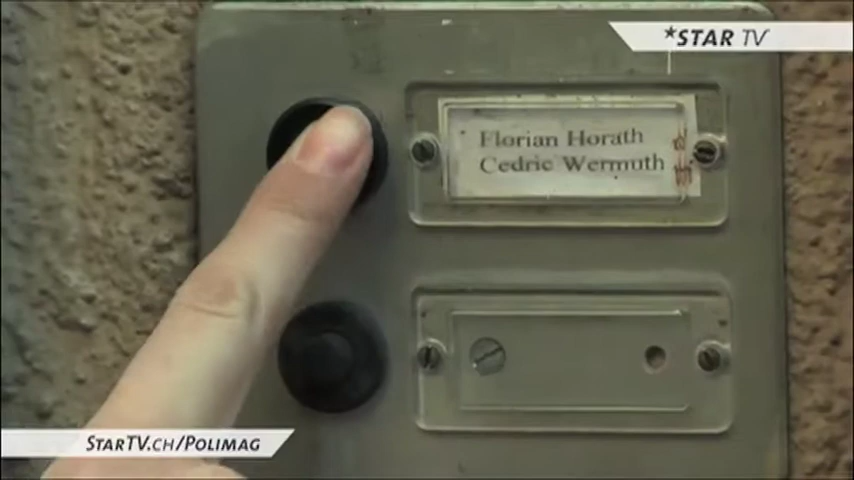 *STAR TV
Florian Horath
Cedric Wermuth
STARTV.CH/POLIMAG